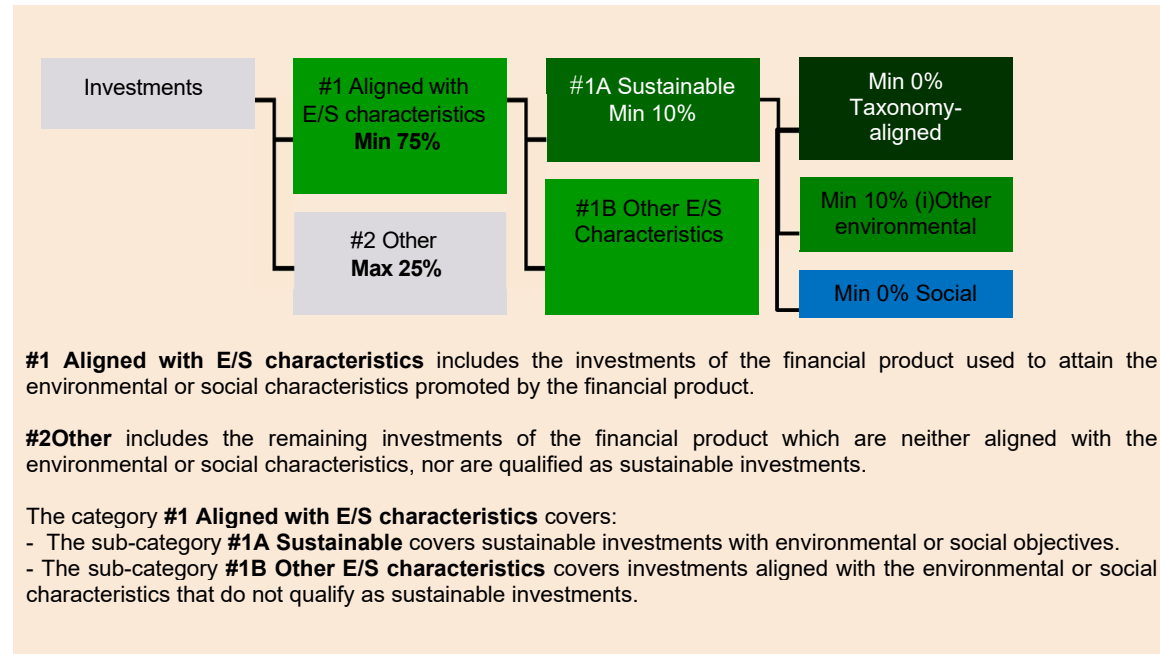 Investments
#1 Aligned with
E/S characteristics
Min 75%
#2 Other
Max 25%
#1A Sustainable
Min 10%
#1B Other E/S
Characteristics
Min 0%
Taxonomy-
aligned
Min 10% (i)Other
environmental
Min 0% Social
#1 Aligned with E/S characteristics includes the investments of the financial product used to attain the
environmental or social characteristics promoted by the financial product.
#2Other includes the remaining investments of the financial product which are neither aligned with the
environmental or social characteristics, nor are qualified as sustainable investments.
The category #1 Aligned with E/S characteristics covers:
- The sub-category #1A Sustainable covers sustainable investments with environmental or social objectives.
- The sub-category #1B Other E/S characteristics covers investments aligned with the environmental or social
characteristics that do not qualify as sustainable investments.